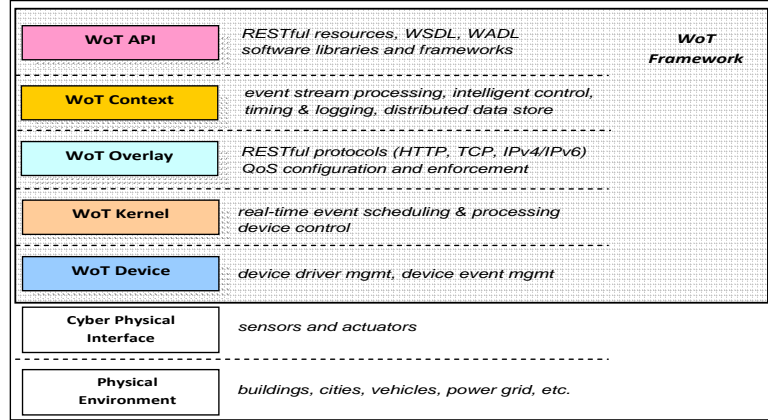 WoT API
RESTful resources, WSDL, WADL
software libraries and frameworks
WoT
Framework
WoT Context
event stream processing, intelligent control,
timing & logging, distributed data store
WoT Overlay
RESTful protocols (HTTP, TCP, IPv4/IPv6)
QoS configuration and enforcement
WoT Kernel
real-time event scheduling & processing
device control
WoT Device
device driver mgmt, device event mgmt
Cyber Physical
Interface
sensors and actuators
Physical
Environment
buildings, cities, vehicles, power grid, etc.